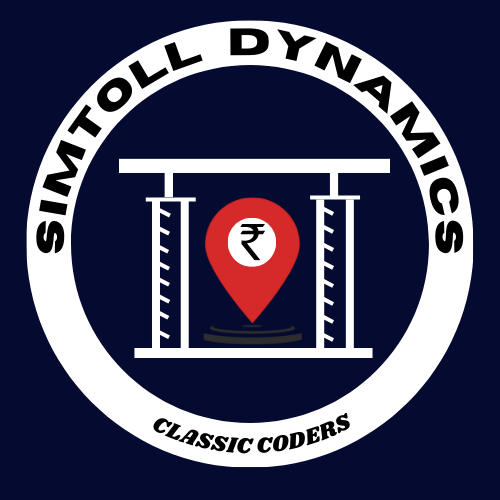 SIMTOLL DYNAMICS
₹
CLASSIC CODERS